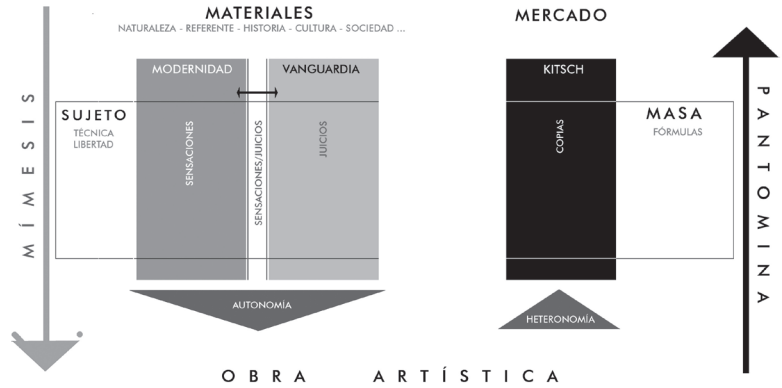 MATERIALES
NATURALEZA - REFERENTE - HISTORIA - CULTURA - SOCIEDAD ...
MERCADO
MÍMESIS
MODERNIDAD
VANGUARDIA
KITSCH
SUJETO
TÉCNICA
LIBERTAD
SENSACIONES
SENSACIONES/JUICIOS
JUICIOS
COPIAS
MASA
FÓRMULAS
PANTOMINA
AUTONOMÍA
HETERONOMÍA
OBRA ARTÍSTICA